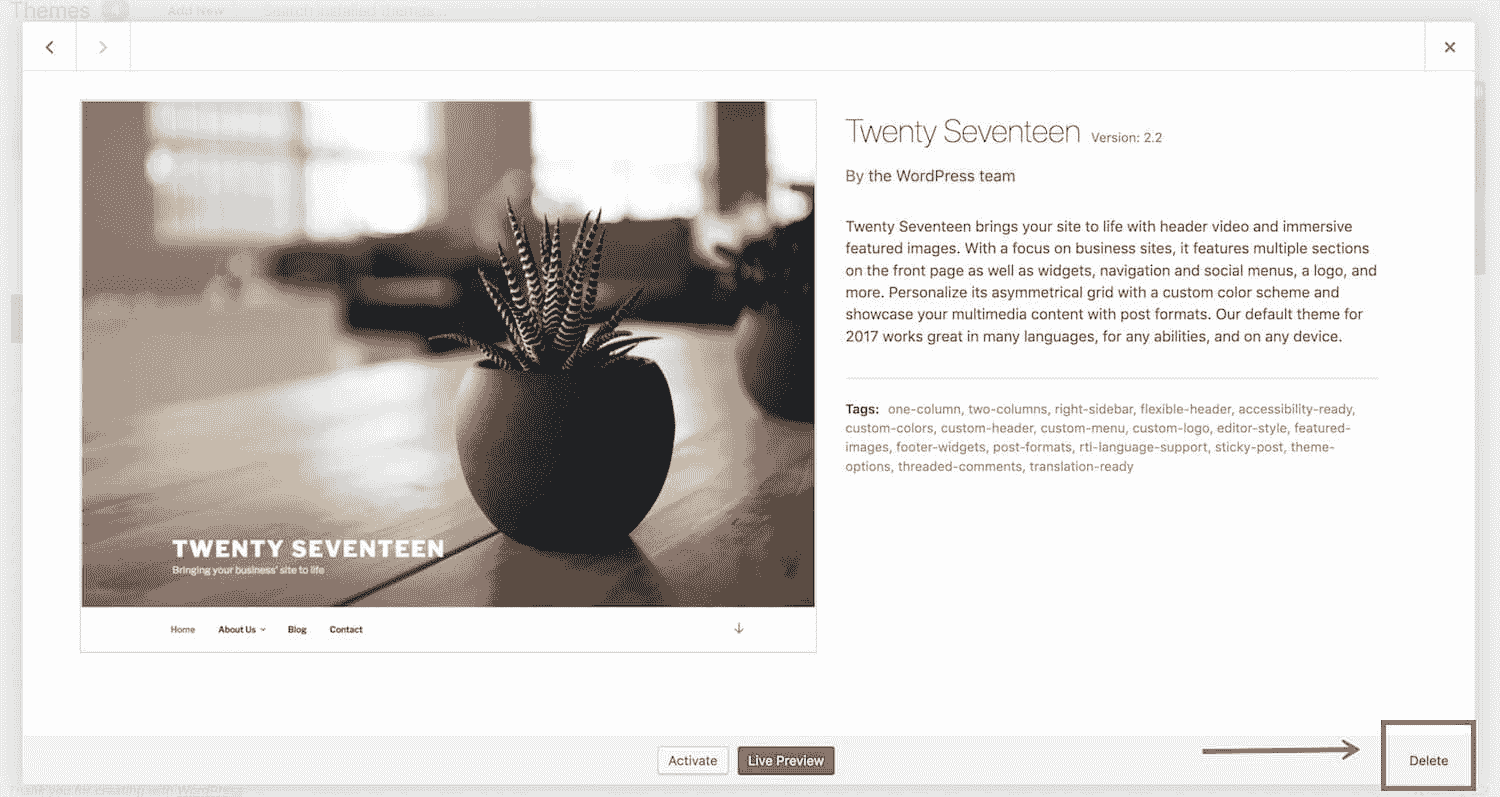 Themes
Add New
Search installed themes...
Twenty Seventeen Version: 2.2
By the WordPress team
Twenty Seventeen brings your site to life with header video and immersive
featured images. With a focus on business sites, it features multiple sections
on the front page as well as widgets, navigation and social menus, a logo, and
more. Personalize its asymmetrical grid with a custom color scheme and
showcase your multimedia content with post formats. Our default theme for
2017 works great in many languages, for any abilities, and on any device.
Tags: one-column, two-columns, right-sidebar, flexible-header, accessibility-ready,
custom-colors, custom-header, custom-menu, custom-logo, editor-style, featured-
images, footer-widgets, post-formats, rtl-language-support, sticky-post, theme-
options, threaded-comments, translation-ready
TWENTY SEVENTEEN
Bringing your business' site to life
Home About Us Blog Contact
Activate Live Preview Delete
Thank you for creating with WordPress